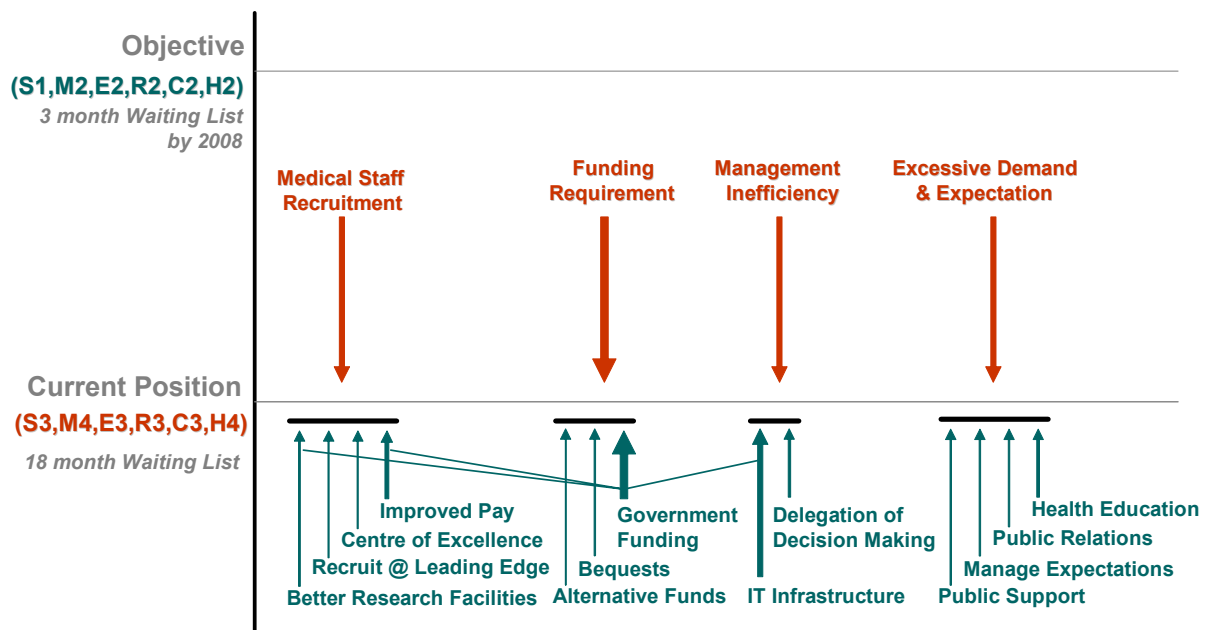 Objective
(S1,M2,E2,R2,C2,H2)
3 month Waiting List
by 2008
Medical Staff
Recruitment
Funding
Requirement
Management
Inefficiency
Excessive Demand
& Expectation
Current Position
(S3,M4,E3,R3,C3,H4)
18 month Waiting List
Improved Pay
Centre of Excellence
Recruit @ Leading Edge
Better Research Facilities
Government
Funding
Bequests
Alternative Funds
Delegation of
Decision Making
IT Infrastructure
Health Education
Public Relations
Manage Expectations
Public Support